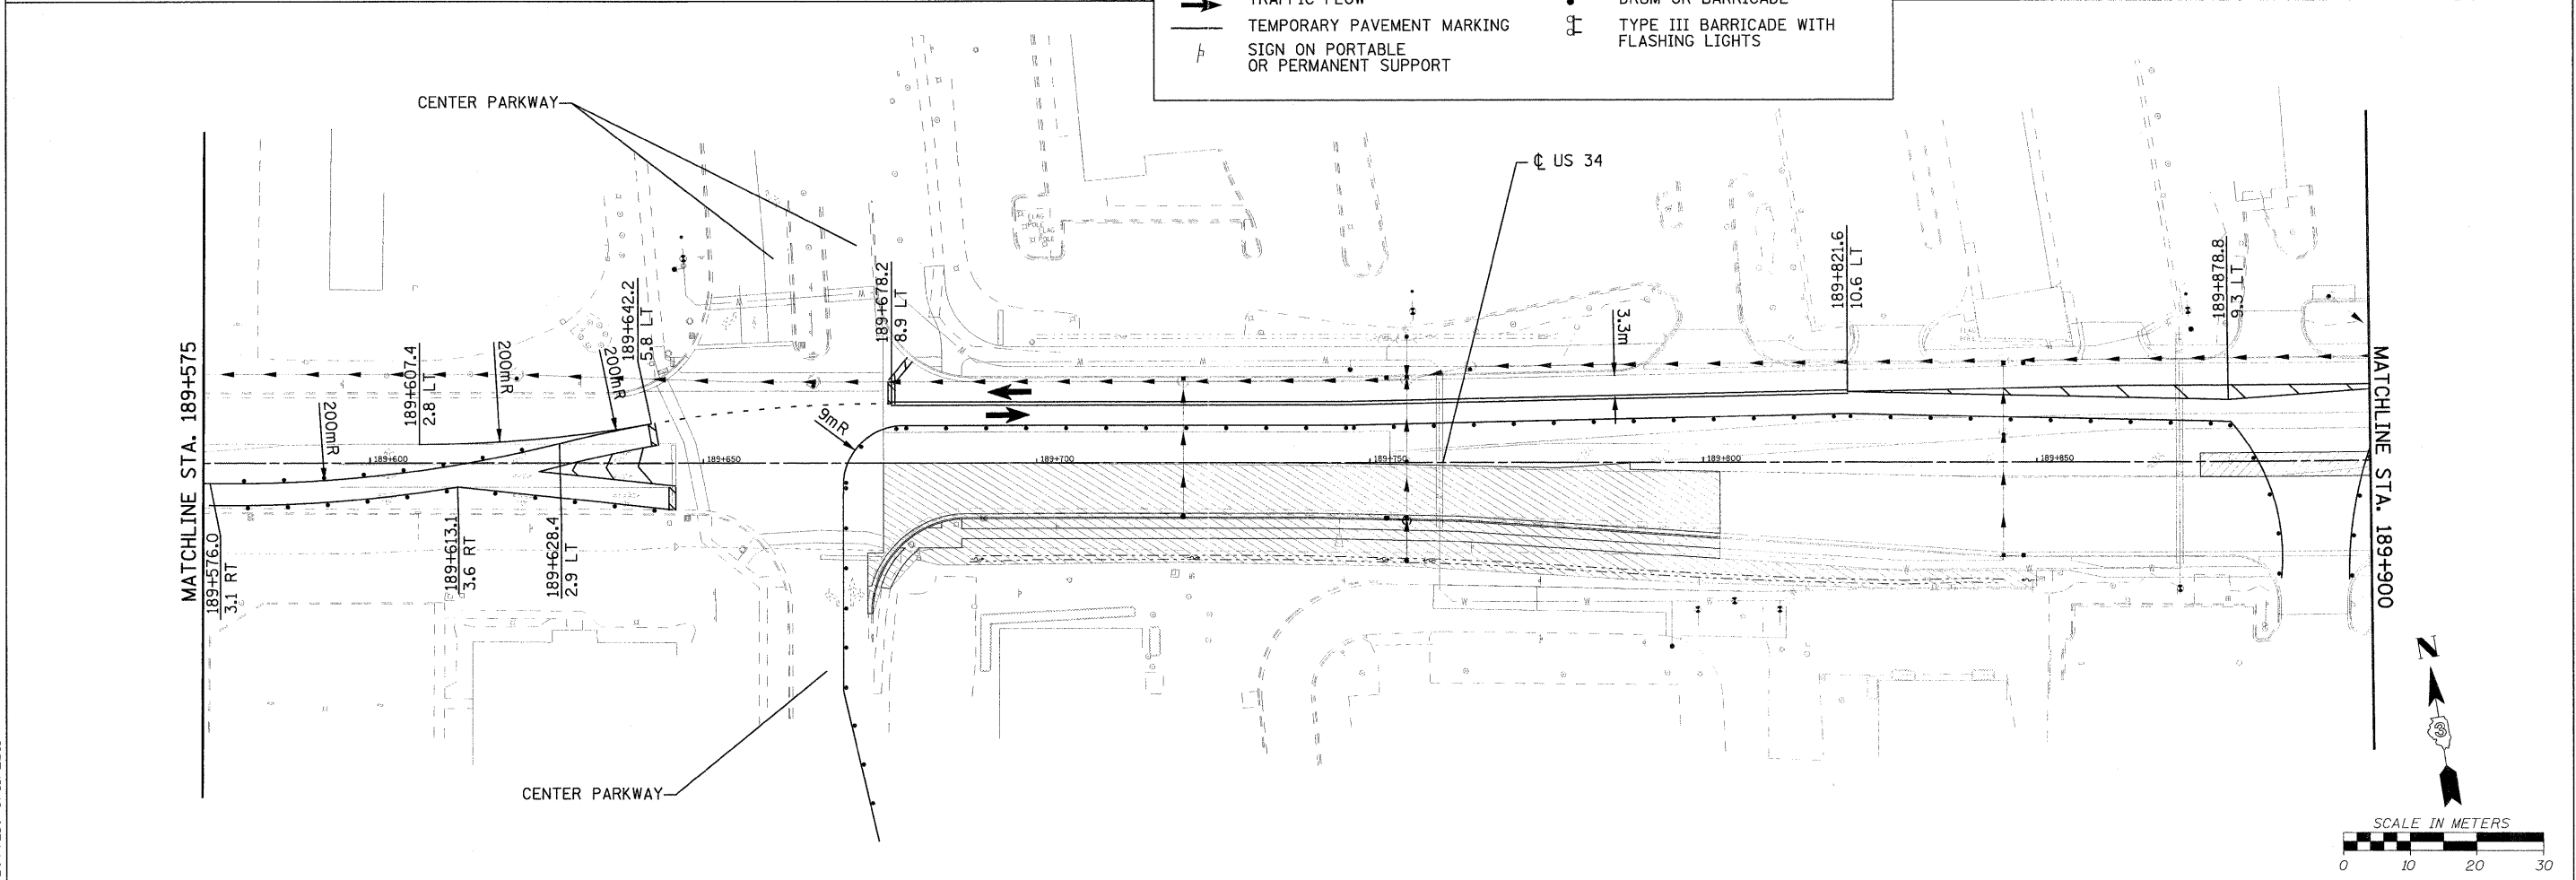 TRAFFIC FLOW
DRUM OR BARRICADE
TEMPORARY PAVEMENT MARKING
TYPE III BARRICADE WITH
FLASHING LIGHTS
SIGN ON PORTABLE
OR PERMANENT SUPPORT
CENTER PARKWAY
℄ US 34
FLAG
POLE
FLAG
POLE
MATCHLINE STA. 189+575
189+576.0
3.1 RT
200mR
189+607.4
2.8 LT
200mR
200mR
189+642.2
5.8 LT
189+613.1
3.6 RT
189+628.4
2.9 LT
189+678.2
8.9 LT
9mR
3.3m
189+821.6
10.6 LT
189+878.8
9.3 LT
MATCHLINE STA. 189+900
189+600
189+650
189+700
189+750
189+800
189+850
W
W
W
W
W
W
W
CENTER PARKWAY
N
3
SCALE IN METERS
0 10 20 30